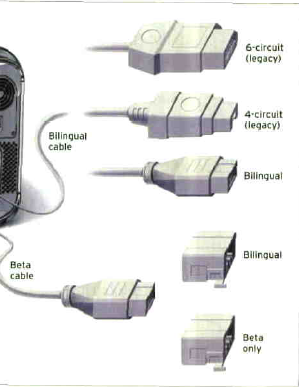 6-circuit
(legacy)
4-circuit
(legacy)
Bilingual
cable
Bilingual
Bilingual
Beta
cable
Beta
only